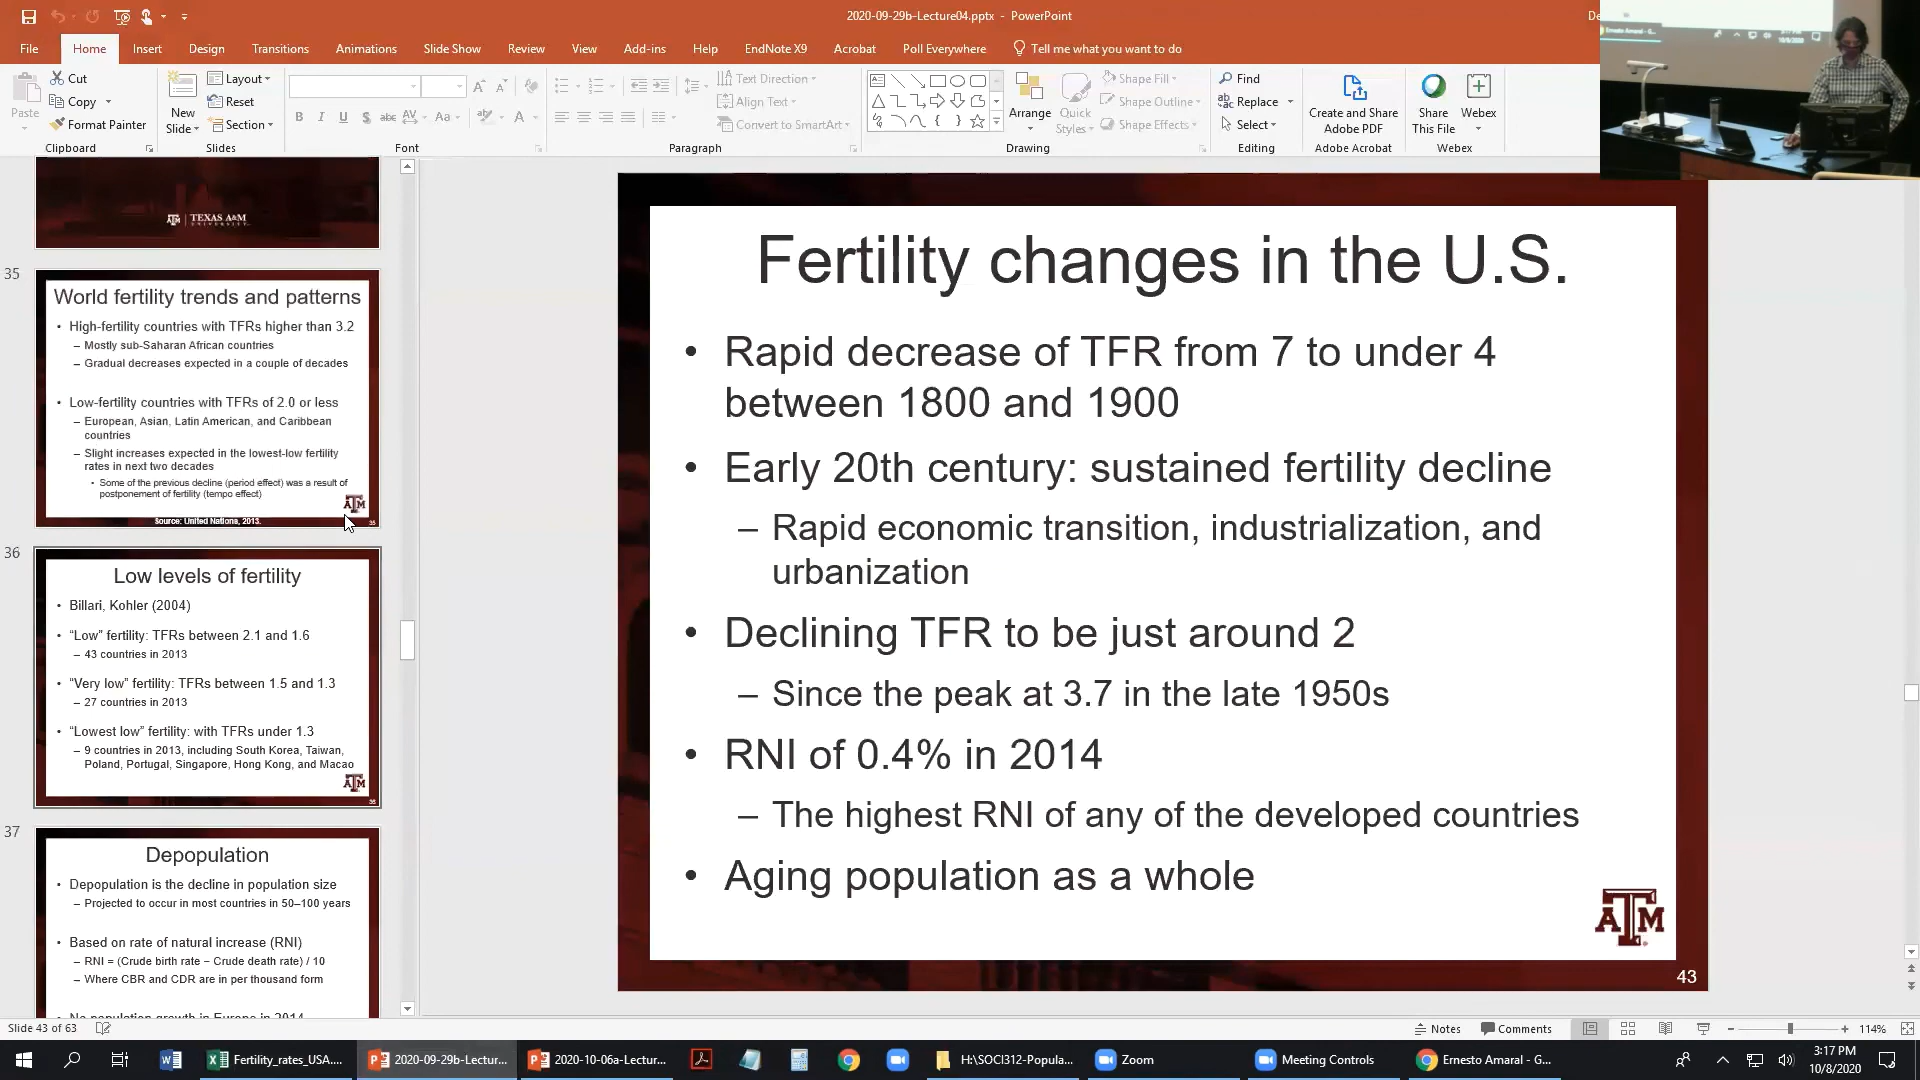 2020-09-29b-Lecture04.pptx - PowerPoint
File Home Insert Design Transitions Animations Slide Show Review View Add-ins Help EndNote X9 Acrobat Poll Everywhere Tell me what you want to do
Paste
Cut
Copy
Format Painter
Clipboard
New Slide
Layout
Reset
Section
Slides
B I U S abc AV Aa A
Font
Text Direction
Align Text
Convert to SmartArt
Paragraph
Arrange
Quick Styles
Shape Fill
Shape Outline
Shape Effects
Drawing
Find
Replace
Select
Editing
Create and Share Adobe PDF
Adobe Acrobat
Share This File
Webex
Webex
TEXAS A&M
UNIVERSITY
35
World fertility trends and patterns
• High-fertility countries with TFRs higher than 3.2
– Mostly sub-Saharan African countries
– Gradual decreases expected in a couple of decades
• Low-fertility countries with TFRs of 2.0 or less
– European, Asian, Latin American, and Caribbean
countries
– Slight increases expected in the lowest-low fertility
rates in next two decades
• Some of the previous decline (period effect) was a result of
postponement of fertility (tempo effect)
ATM
Source: United Nations, 2013.
35
36
Low levels of fertility
• Billari, Kohler (2004)
• “Low” fertility: TFRs between 2.1 and 1.6
– 43 countries in 2013
• “Very low” fertility: TFRs between 1.5 and 1.3
– 27 countries in 2013
• “Lowest low” fertility: with TFRs under 1.3
– 9 countries in 2013, including South Korea, Taiwan,
Poland, Portugal, Singapore, Hong Kong, and Macao
ATM
36
37
Depopulation
• Depopulation is the decline in population size
– Projected to occur in most countries in 50–100 years
• Based on rate of natural increase (RNI)
– RNI = (Crude birth rate – Crude death rate) / 10
– Where CBR and CDR are in per thousand form
• No population growth in Europe in 2014
Fertility changes in the U.S.
• Rapid decrease of TFR from 7 to under 4
between 1800 and 1900
• Early 20th century: sustained fertility decline
– Rapid economic transition, industrialization, and
urbanization
• Declining TFR to be just around 2
– Since the peak at 3.7 in the late 1950s
• RNI of 0.4% in 2014
– The highest RNI of any of the developed countries
• Aging population as a whole
ATM
43
Slide 43 of 63
Notes Comments 114%
Fertility_rates_USA.... 2020-09-29b-Lectur... 2020-10-06a-Lectur... H:\SOCI312-Popula... Zoom Meeting Controls Ernesto Amaral - G...
3:17 PM
10/8/2020